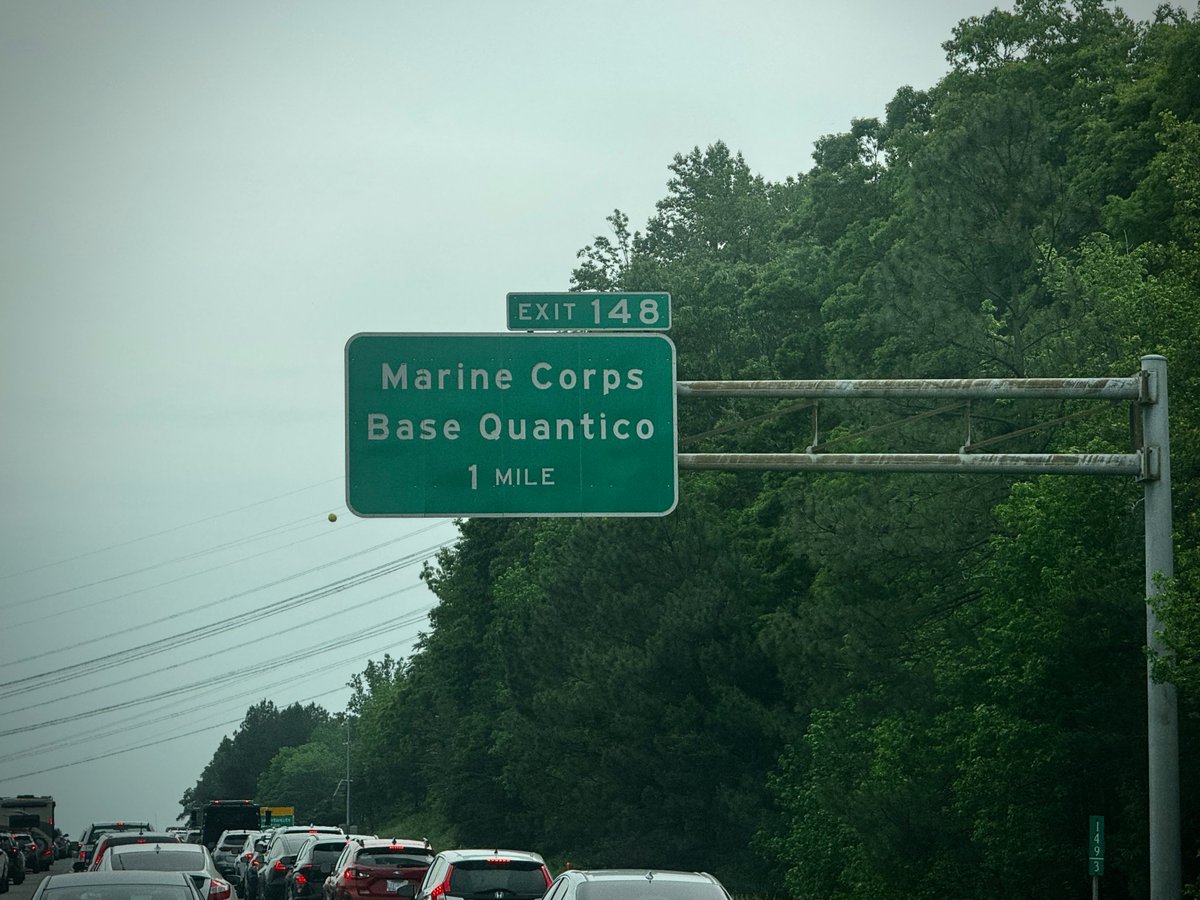 EXIT 148
Marine Corps
Base Quantico
1 MILE
149
3